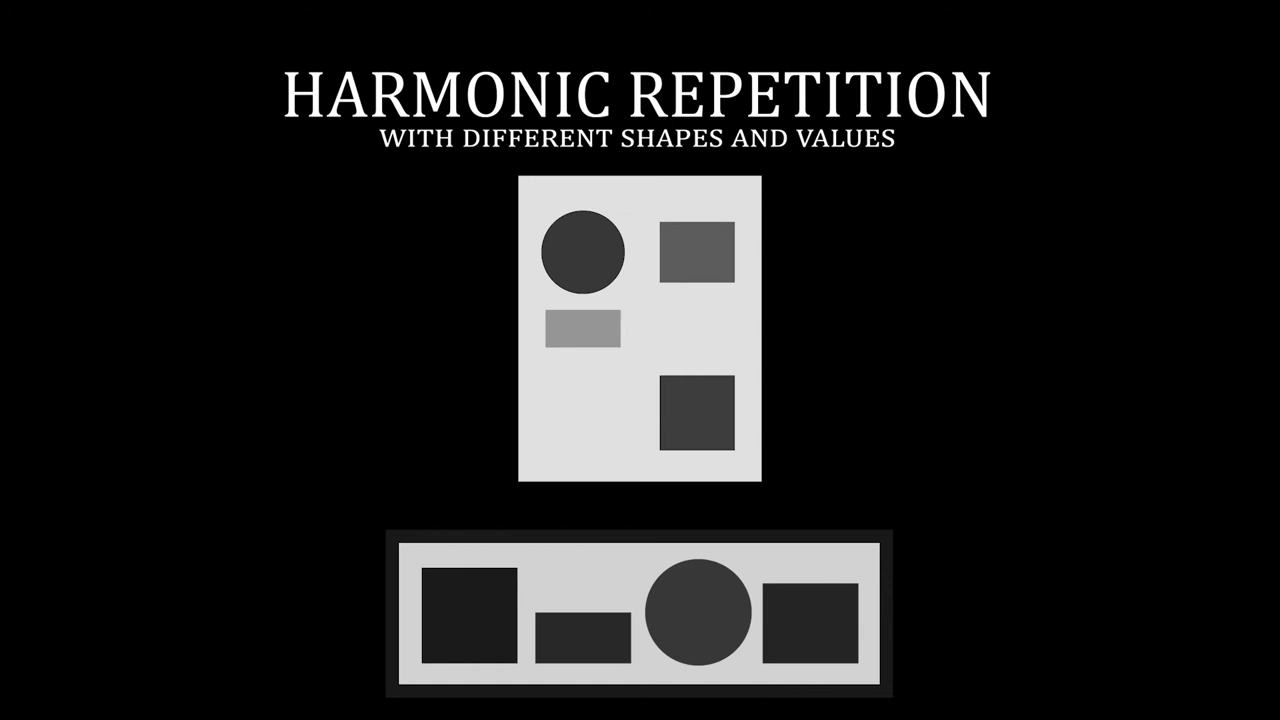 HARMONIC REPETITION
WITH DIFFERENT SHAPES AND VALUES